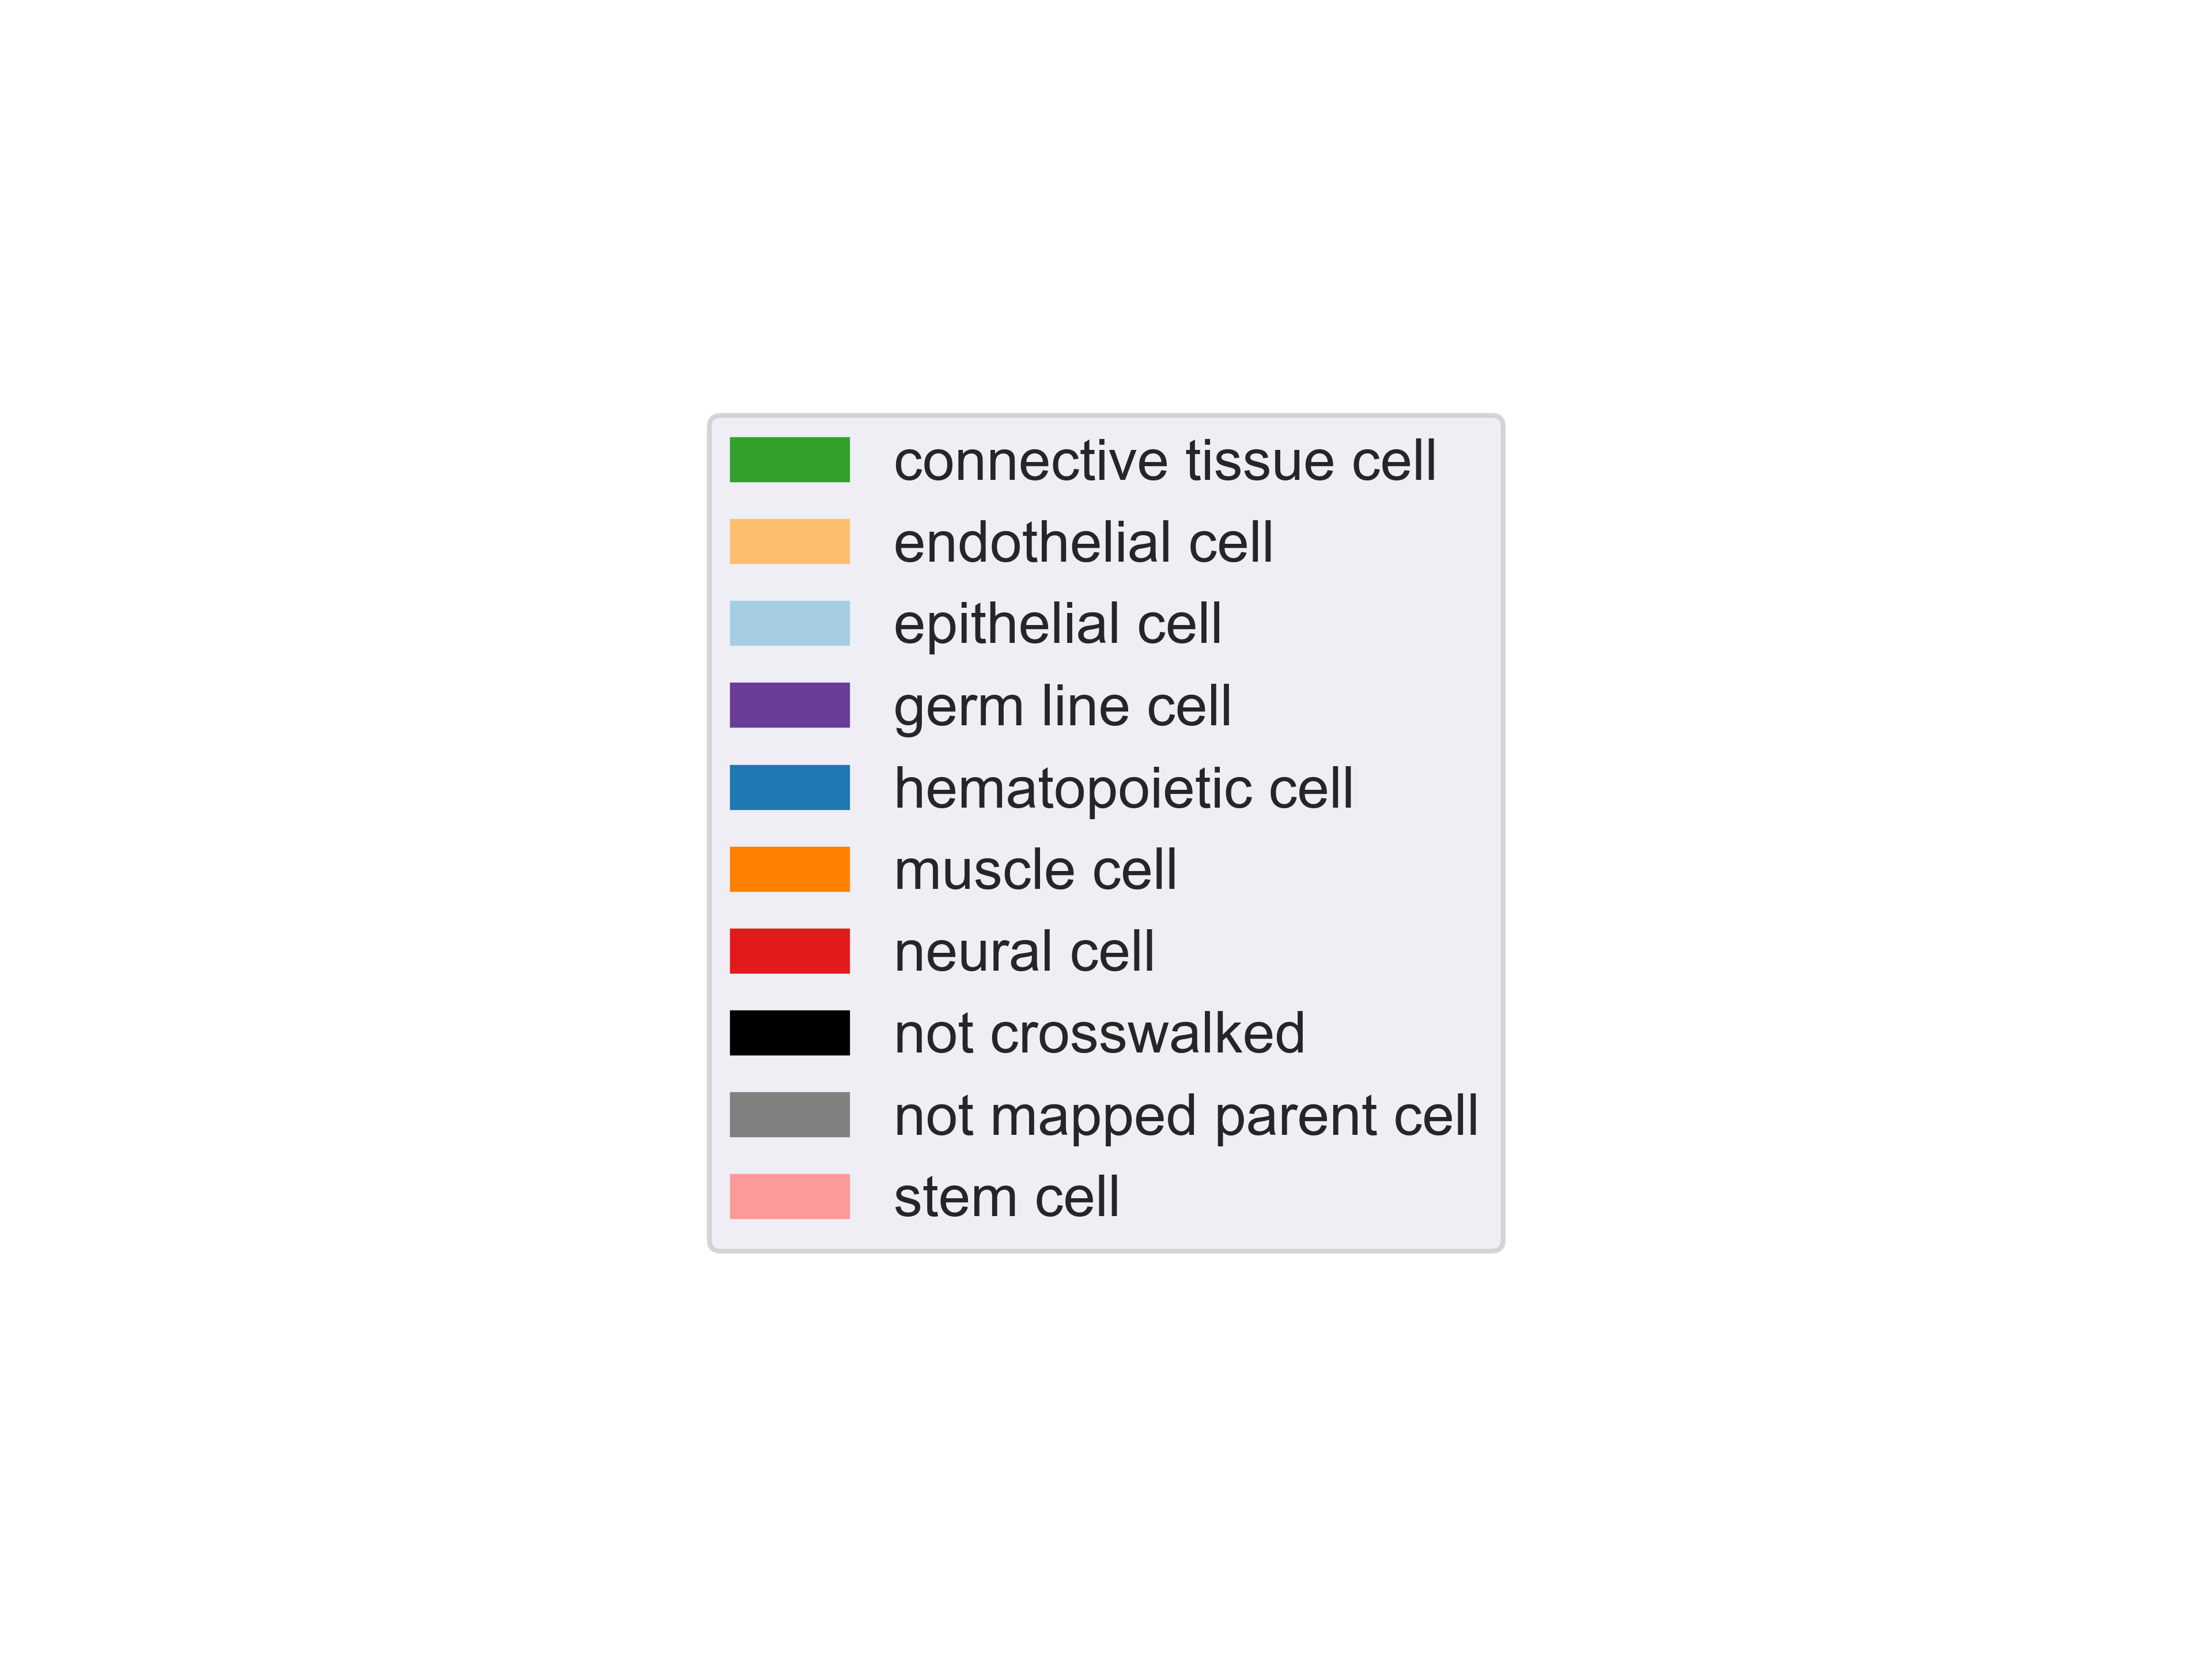 connective tissue cell
endothelial cell
epithelial cell
germ line cell
hematopoietic cell
muscle cell
neural cell
not crosswalked
not mapped parent cell
stem cell